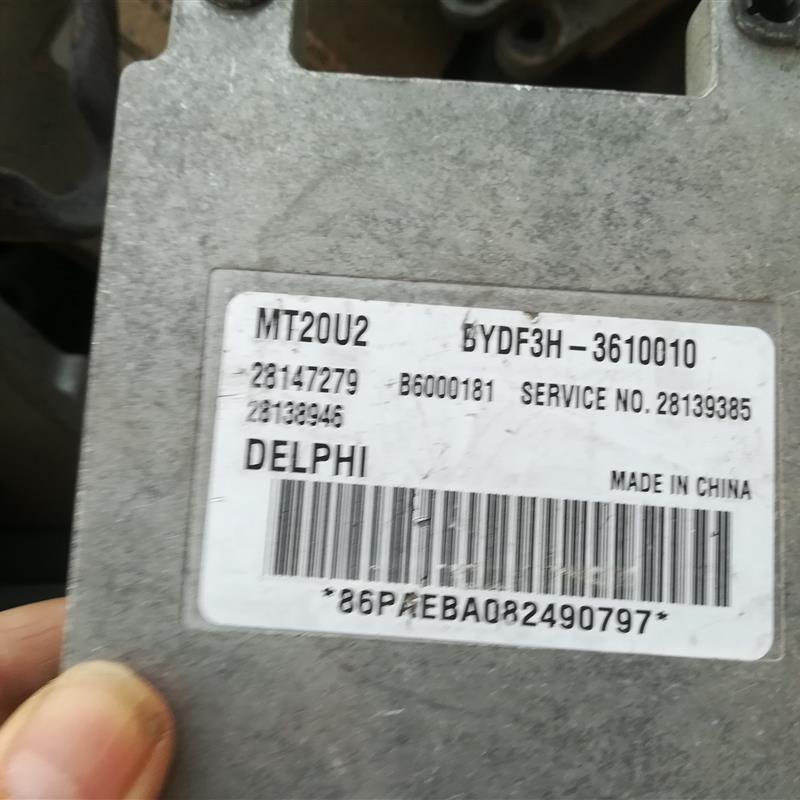 MT20U2 BYDF3H-3610010
28147279 B6000181 SERVICE NO. 28139385
28138946
DELPHI MADE IN CHINA
*86PAEBA082490797*